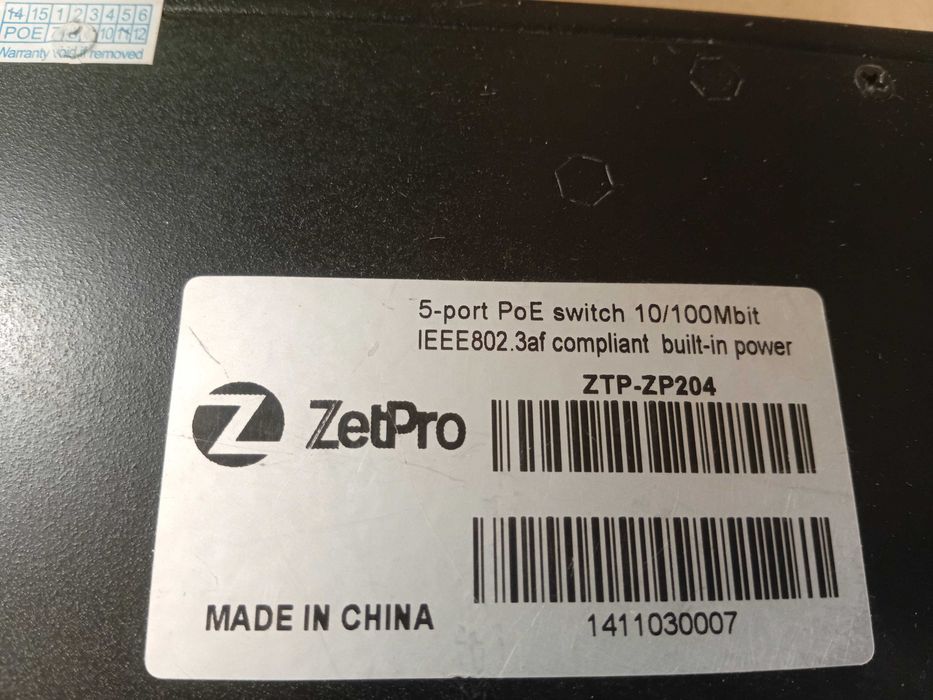 14 15 1 2 3 4 5 6
POE 10 11 12
Warranty void if removed
5-port PoE switch 10/100Mbit
IEEE802.3af compliant built-in power
ZTP-ZP204
Z ZetPro
MADE IN CHINA
1411030007